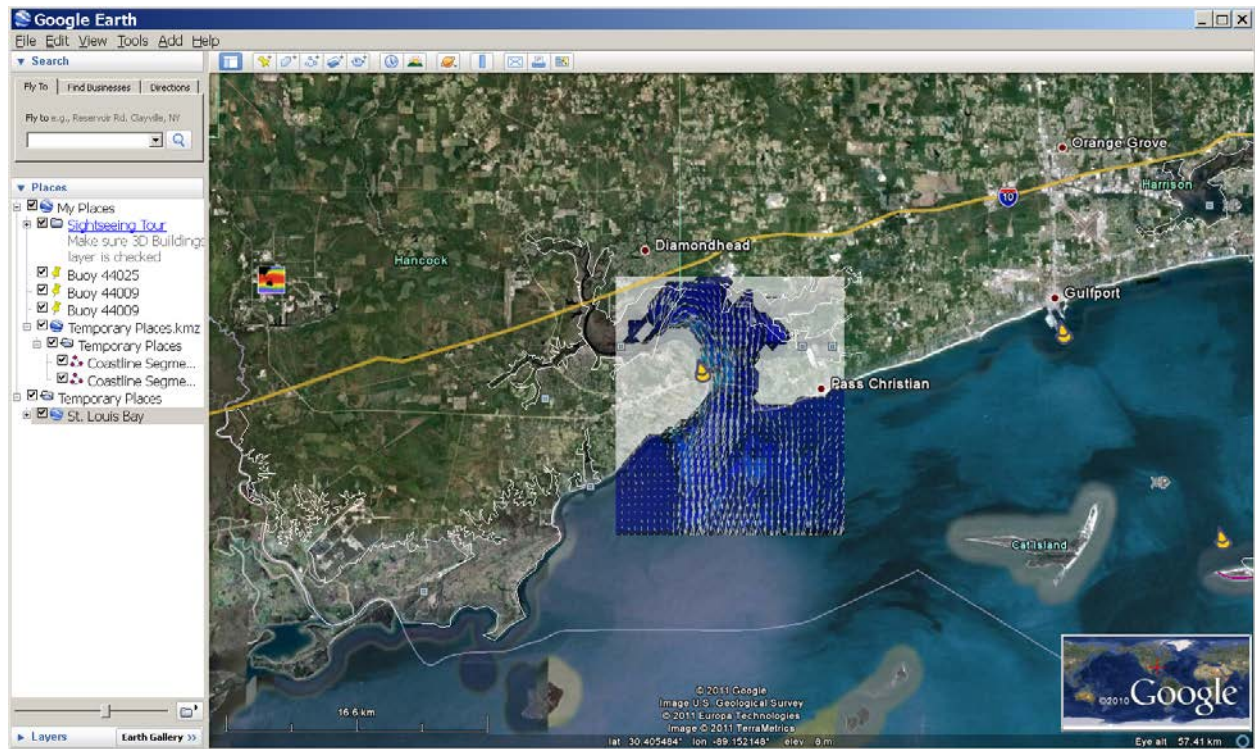 Google Earth
File Edit View Tools Add Help
Search
Fly To Find Businesses Directions
Fly to e.g., Reservoir Rd, Clayville, NY
Places
My Places
Sightseeing Tour
Make sure 3D Buildings
layer is checked
Buoy 44025
Buoy 44009
Buoy 44009
Temporary Places.kmz
Temporary Places
Coastline Segme...
Coastline Segme...
Temporary Places
St. Louis Bay
Layers
Earth Gallery >>
Orange Grove
10
Harrison
Diamondhead
Hancock
Gulfport
Pass Christian
Cat Island
16.6 km
© 2011 Google
Image U.S. Geological Survey
© 2011 Europa Technologies
Image © 2011 TerraMetrics
©2010 Google
lat 30.405484° lon -89.152148° elev 8 m
Eye alt 57.41 km